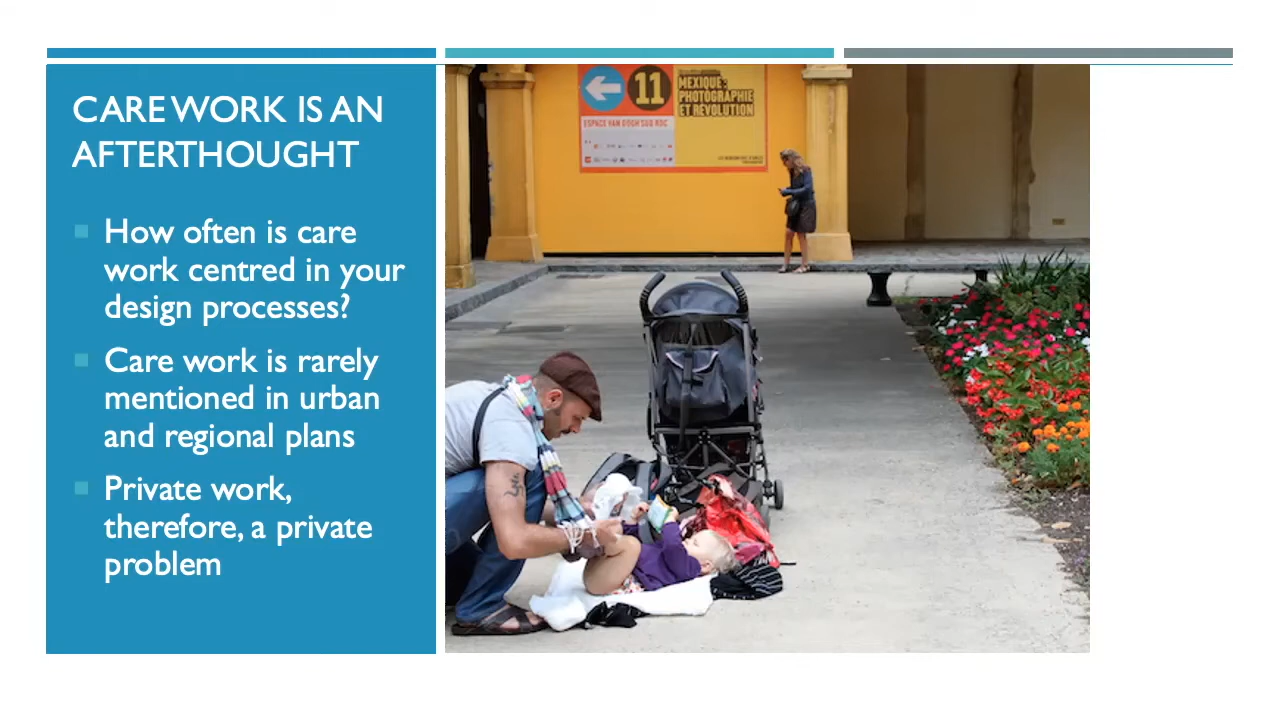 CARE WORK IS AN
AFTERTHOUGHT
How often is care
work centred in your
design processes?
Care work is rarely
mentioned in urban
and regional plans
Private work,
therefore, a private
problem
11
MEXIQUE :
PHOTOGRAPHIE
ET RÉVOLUTION
ESPACE VAN GOGH SUB RDC